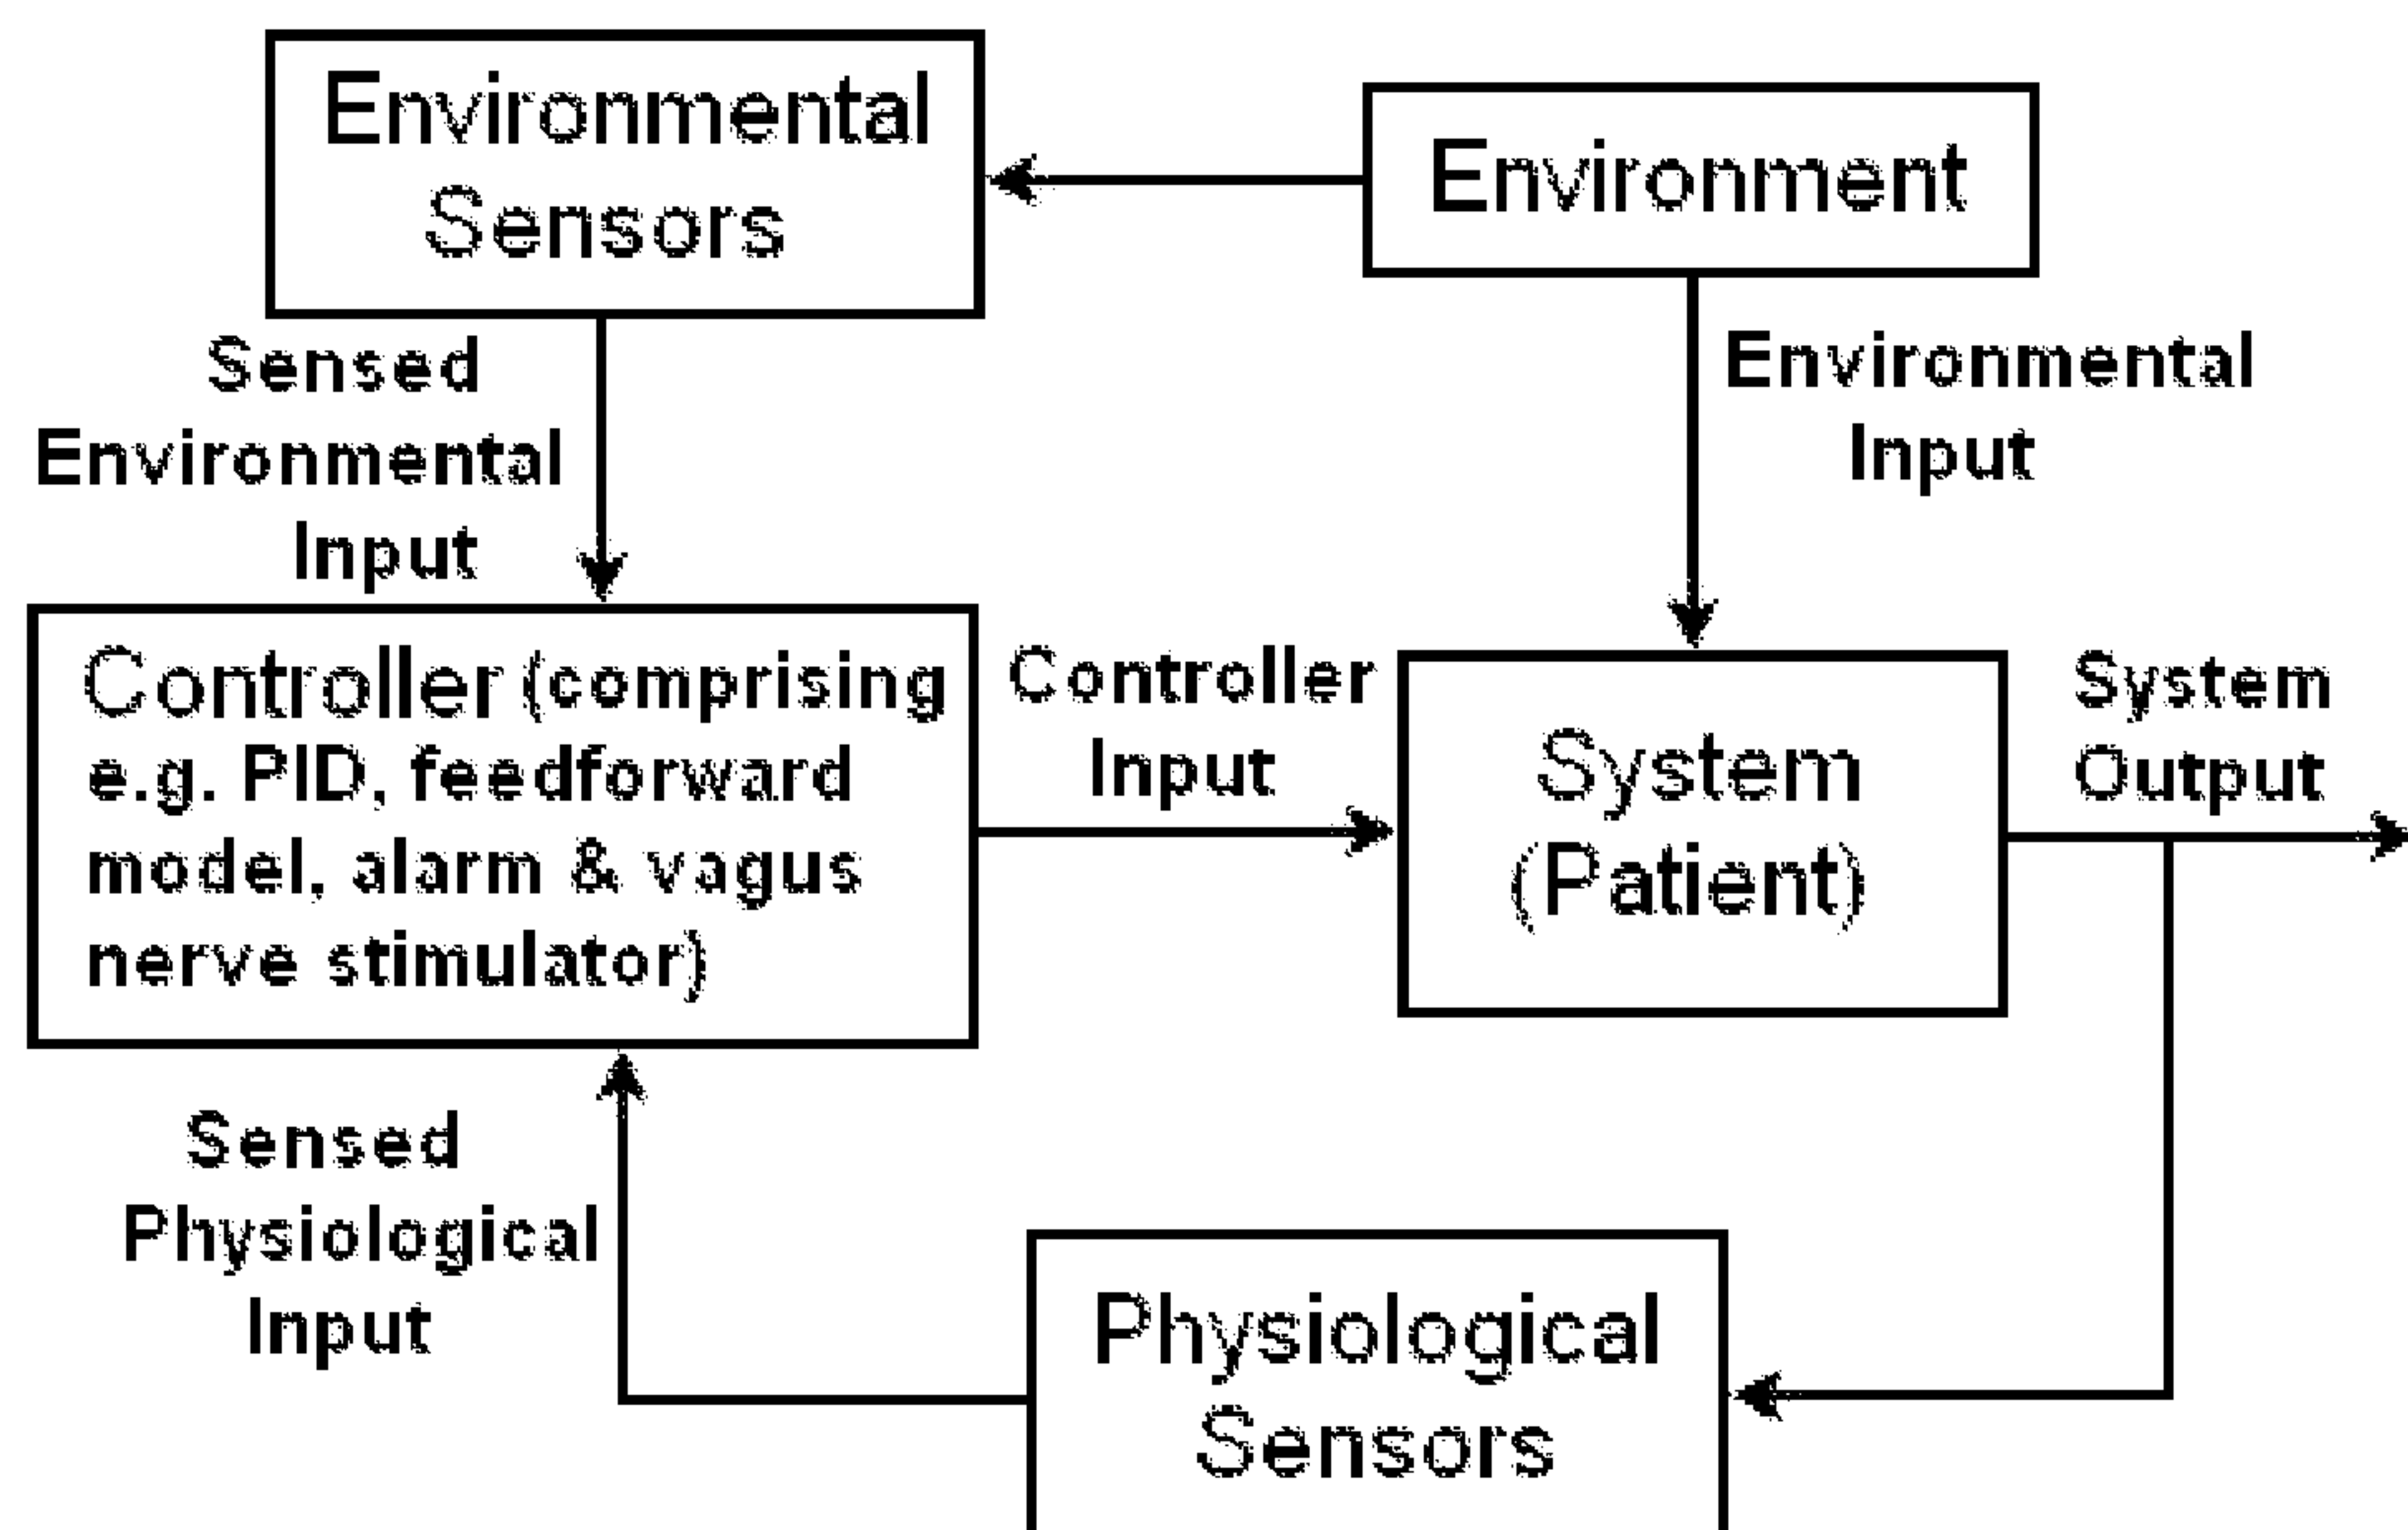 Environmental
Sensors
Environment
Sensed
Environmental
Input
Environmental
Input
Controller (comprising
e.g. PID, feedforward
model, alarm & vagus
nerve stimulator)
Controller
Input
System
(Patient)
System
Output
Sensed
Physiological
Input
Physiological
Sensors